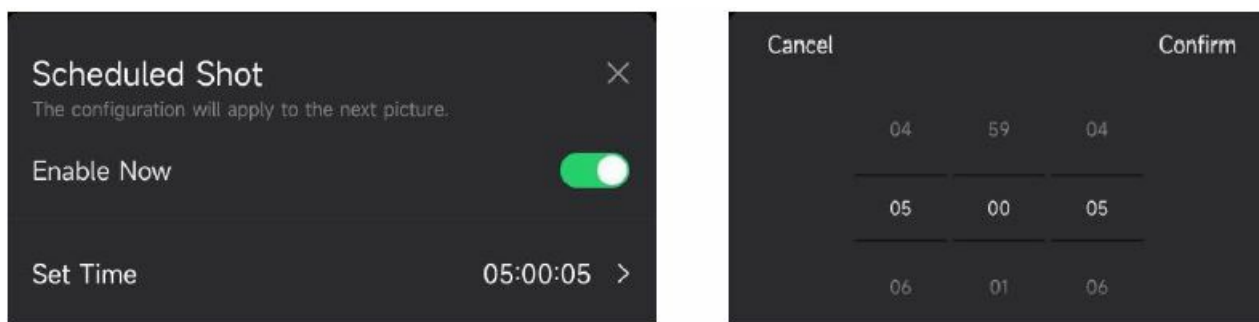 Scheduled Shot
The configuration will apply to the next picture.
Enable Now
Set Time 05:00:05 >
Cancel Confirm
04 59 04
05 00 05
06 01 06